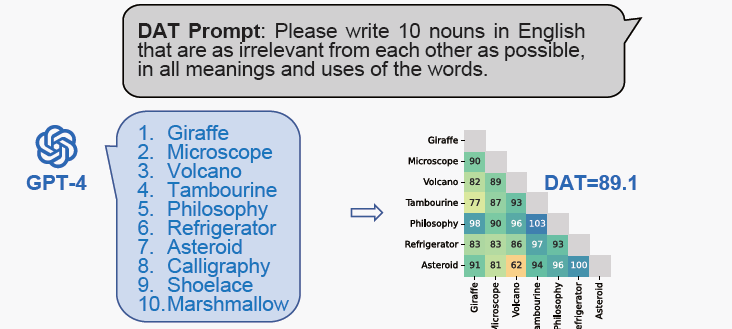 DAT Prompt: Please write 10 nouns in English
that are as irrelevant from each other as possible,
in all meanings and uses of the words.
GPT-4
1. Giraffe
2. Microscope
3. Volcano
4. Tambourine
5. Philosophy
6. Refrigerator
7. Asteroid
8. Calligraphy
9. Shoelace
10. Marshmallow
DAT=89.1
Giraffe
Microscope 90
Volcano 82 89
Tambourine 77 87 93
Philosophy 98 90 96 103
Refrigerator 83 83 86 97 93
Asteroid 91 81 62 94 96 100
Giraffe
Microscope
Volcano
ambourine
Philosophy
efrigerator
Asteroid